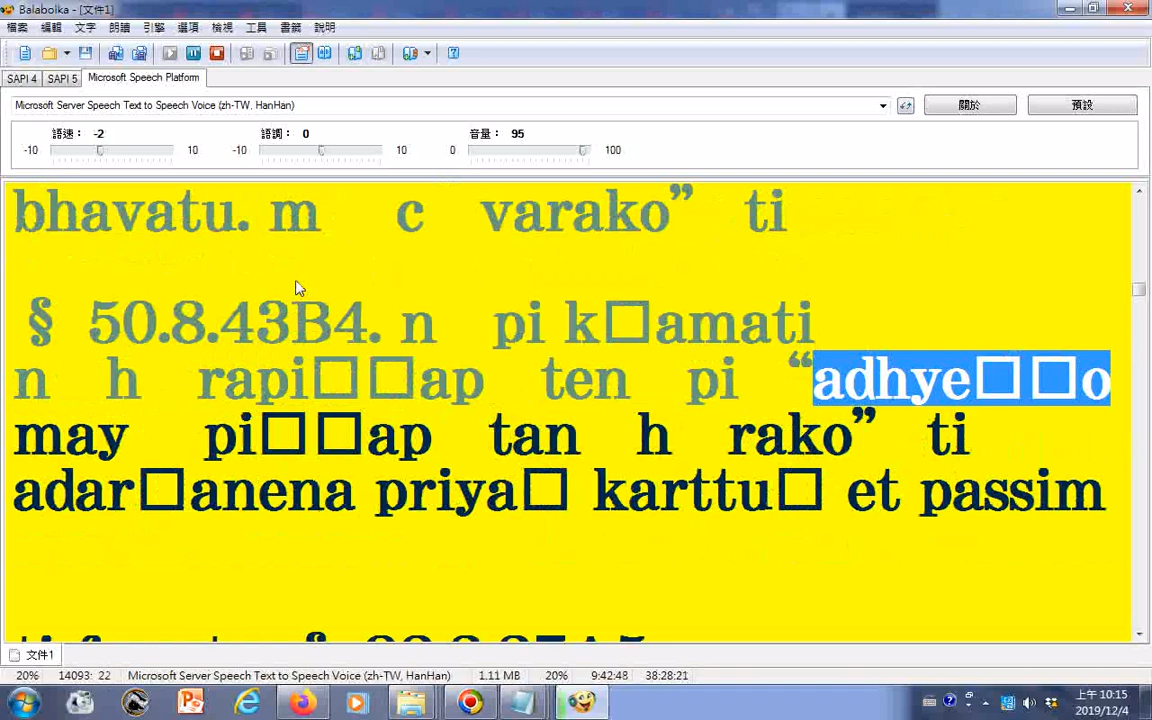 Balabolka - [文件1]
檔案 編輯 文字 朗讀 引擎 選項 檢視 工具 書籤 說明
SAPI 4 SAPI 5 Microsoft Speech Platform
Microsoft Server Speech Text to Speech Voice (zh-TW, HanHan) 關於 預設
語速： -2 語調： 0 音量： 95
-10 10 -10 10 0 100
bhavatu. m c varako” ti
§ 50.8.43B4. n pi k□amati
n h rapi□□ap ten pi “adhye□□o
may pi□□ap tan h rako” ti
adar□anena priya□ karttu□ et passim
文件1
20% 14093: 22 Microsoft Server Speech Text to Speech Voice (zh-TW, HanHan) 1.11 MB 20% 9:42:48 38:28:21
上午 10:15
2019/12/4